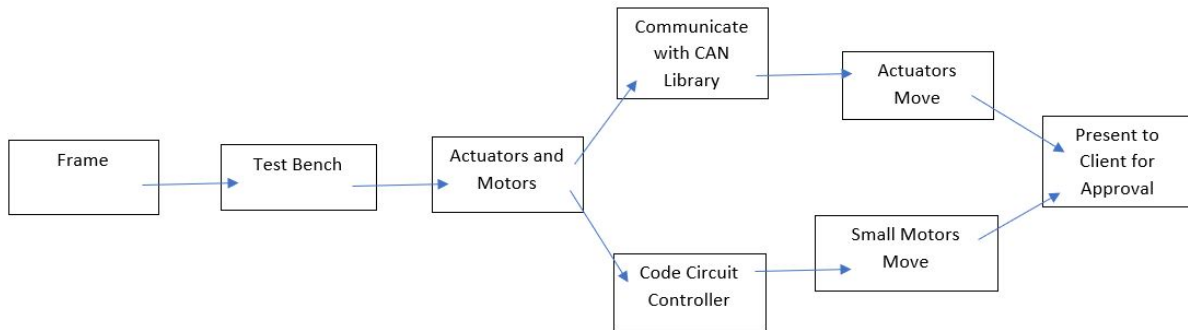 Frame
Test Bench
Actuators and
Motors
Communicate
with CAN
Library
Actuators
Move
Code Circuit
Controller
Small Motors
Move
Present to
Client for
Approval